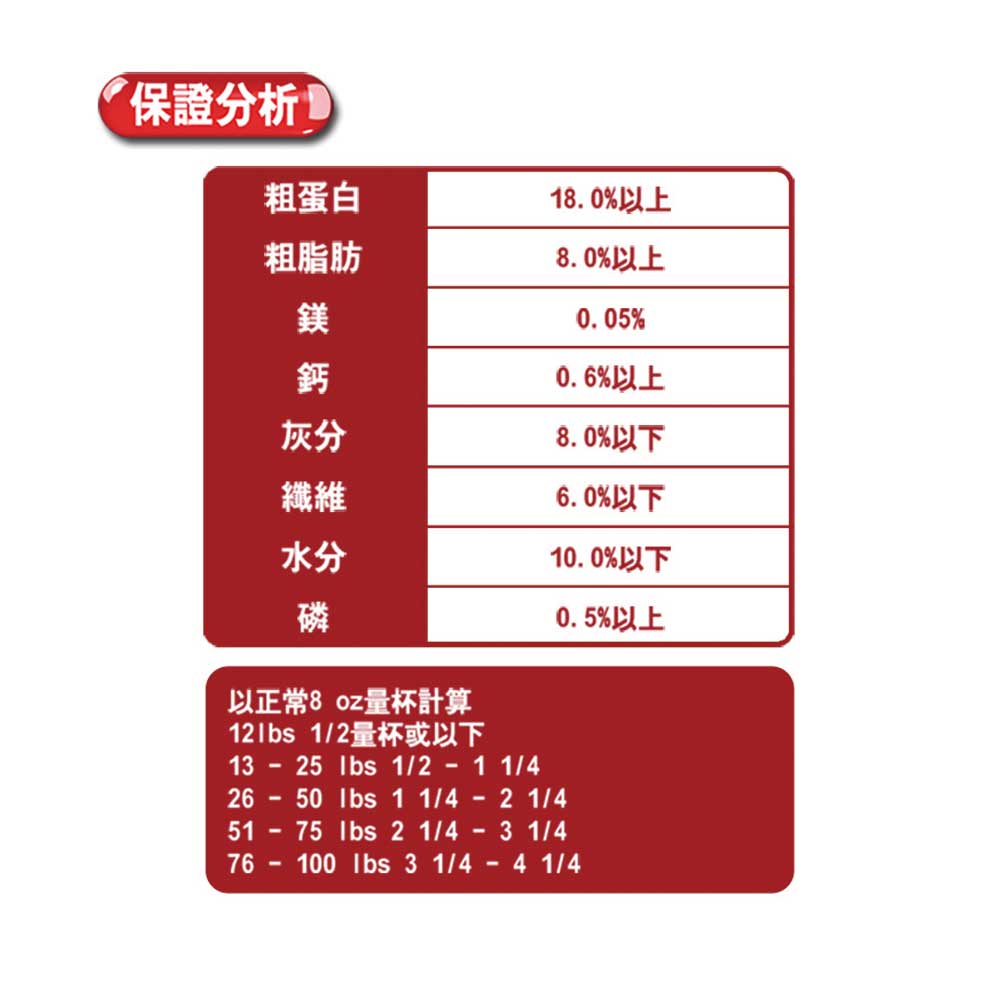 保證分析
粗蛋白 18.0%以上
粗脂肪 8.0%以上
鎂 0.05%
鈣 0.6%以上
灰分 8.0%以下
纖維 6.0%以下
水分 10.0%以下
磷 0.5%以上
以正常8 oz量杯計算
12lbs 1/2量杯或以下
13 - 25 lbs 1/2 - 1 1/4
26 - 50 lbs 1 1/4 - 2 1/4
51 - 75 lbs 2 1/4 - 3 1/4
76 - 100 lbs 3 1/4 - 4 1/4